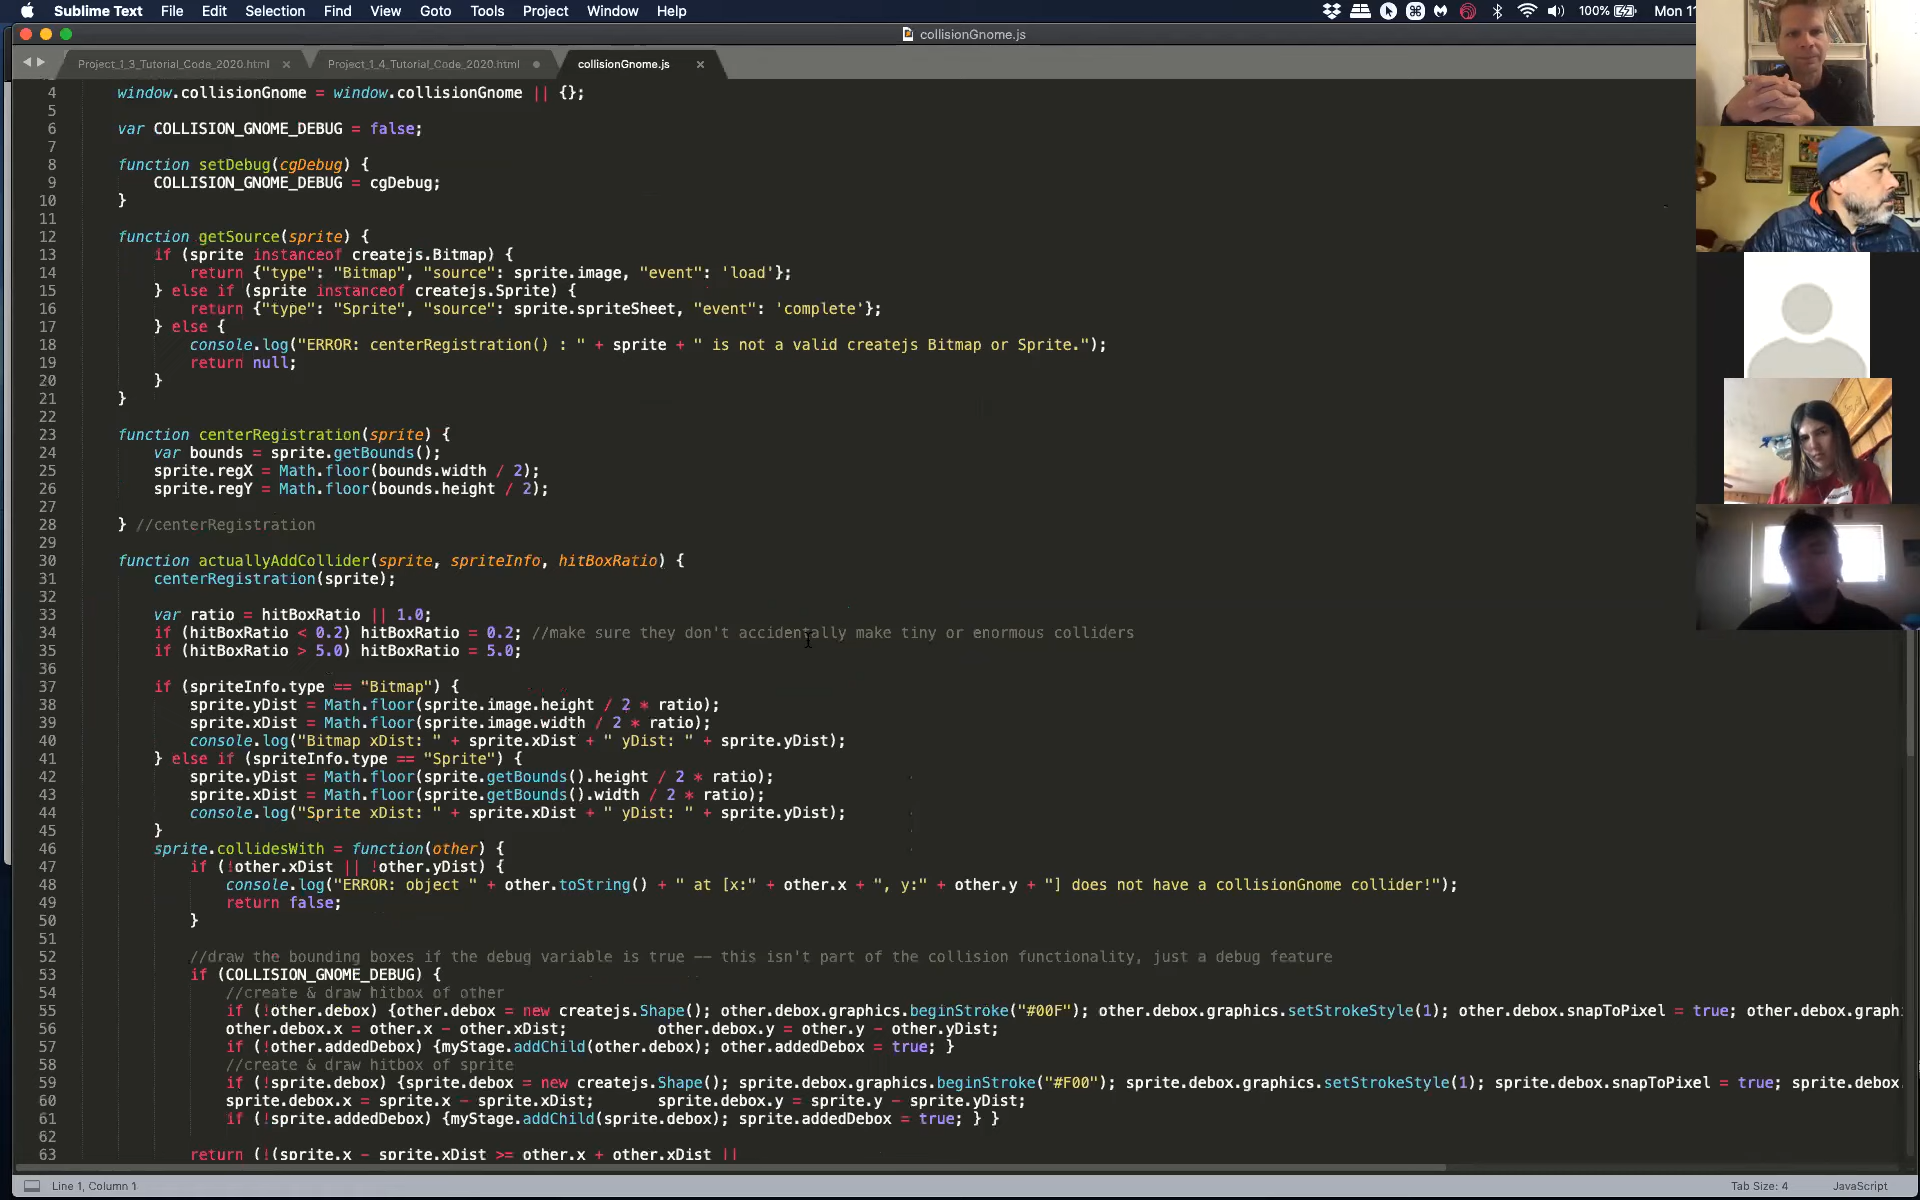 Sublime Text File Edit Selection Find View Goto Tools Project Window Help 100% Mon 11
collisionGnome.js
Project_1_3_Tutorial_Code_2020.html Project_1_4_Tutorial_Code_2020.html collisionGnome.js
4 window.collisionGnome = window.collisionGnome || {};
5
6 var COLLISION_GNOME_DEBUG = false;
7
8 function setDebug(cgDebug) {
9 COLLISION_GNOME_DEBUG = cgDebug;
10 }
11
12 function getSource(sprite) {
13 if (sprite instanceof createjs.Bitmap) {
14 return {"type": "Bitmap", "source": sprite.image, "event": 'load'};
15 } else if (sprite instanceof createjs.Sprite) {
16 return {"type": "Sprite", "source": sprite.spriteSheet, "event": 'complete'};
17 } else {
18 console.log("ERROR: centerRegistration() : " + sprite + " is not a valid createjs Bitmap or Sprite.");
19 return null;
20 }
21 }
22
23 function centerRegistration(sprite) {
24 var bounds = sprite.getBounds();
25 sprite.regX = Math.floor(bounds.width / 2);
26 sprite.regY = Math.floor(bounds.height / 2);
27
28 } //centerRegistration
29
30 function actuallyAddCollider(sprite, spriteInfo, hitBoxRatio) {
31 centerRegistration(sprite);
32
33 var ratio = hitBoxRatio || 1.0;
34 if (hitBoxRatio < 0.2) hitBoxRatio = 0.2; //make sure they don't accidentally make tiny or enormous colliders
35 if (hitBoxRatio > 5.0) hitBoxRatio = 5.0;
36
37 if (spriteInfo.type == "Bitmap") {
38 sprite.yDist = Math.floor(sprite.image.height / 2 * ratio);
39 sprite.xDist = Math.floor(sprite.image.width / 2 * ratio);
40 console.log("Bitmap xDist: " + sprite.xDist + " yDist: " + sprite.yDist);
41 } else if (spriteInfo.type == "Sprite") {
42 sprite.yDist = Math.floor(sprite.getBounds().height / 2 * ratio);
43 sprite.xDist = Math.floor(sprite.getBounds().width / 2 * ratio);
44 console.log("Sprite xDist: " + sprite.xDist + " yDist: " + sprite.yDist);
45 }
46 sprite.collidesWith = function(other) {
47 if (!other.xDist || !other.yDist) {
48 console.log("ERROR: object " + other.toString() + " at [x:" + other.x + ", y:" + other.y + "] does not have a collisionGnome collider!");
49 return false;
50 }
51
52 //draw the bounding boxes if the debug variable is true -- this isn't part of the collision functionality, just a debug feature
53 if (COLLISION_GNOME_DEBUG) {
54 //create & draw hitbox of other
55 if (!other.debox) {other.debox = new createjs.Shape(); other.debox.graphics.beginStroke("#00F"); other.debox.graphics.setStrokeStyle(1); other.debox.snapToPixel = true; other.debox.graph
56 other.debox.x = other.x - other.xDist; other.debox.y = other.y - other.yDist;
57 if (!other.addedDebox) {myStage.addChild(other.debox); other.addedDebox = true; }
58 //create & draw hitbox of sprite
59 if (!sprite.debox) {sprite.debox = new createjs.Shape(); sprite.debox.graphics.beginStroke("#F00"); sprite.debox.graphics.setStrokeStyle(1); sprite.debox.snapToPixel = true; sprite.debox.
60 sprite.debox.x = sprite.x - sprite.xDist; sprite.debox.y = sprite.y - sprite.yDist;
61 if (!sprite.addedDebox) {myStage.addChild(sprite.debox); sprite.addedDebox = true; } }
62
63 return (!(sprite.x - sprite.xDist >= other.x + other.xDist ||
Line 1, Column 1 Tab Size: 4 JavaScript